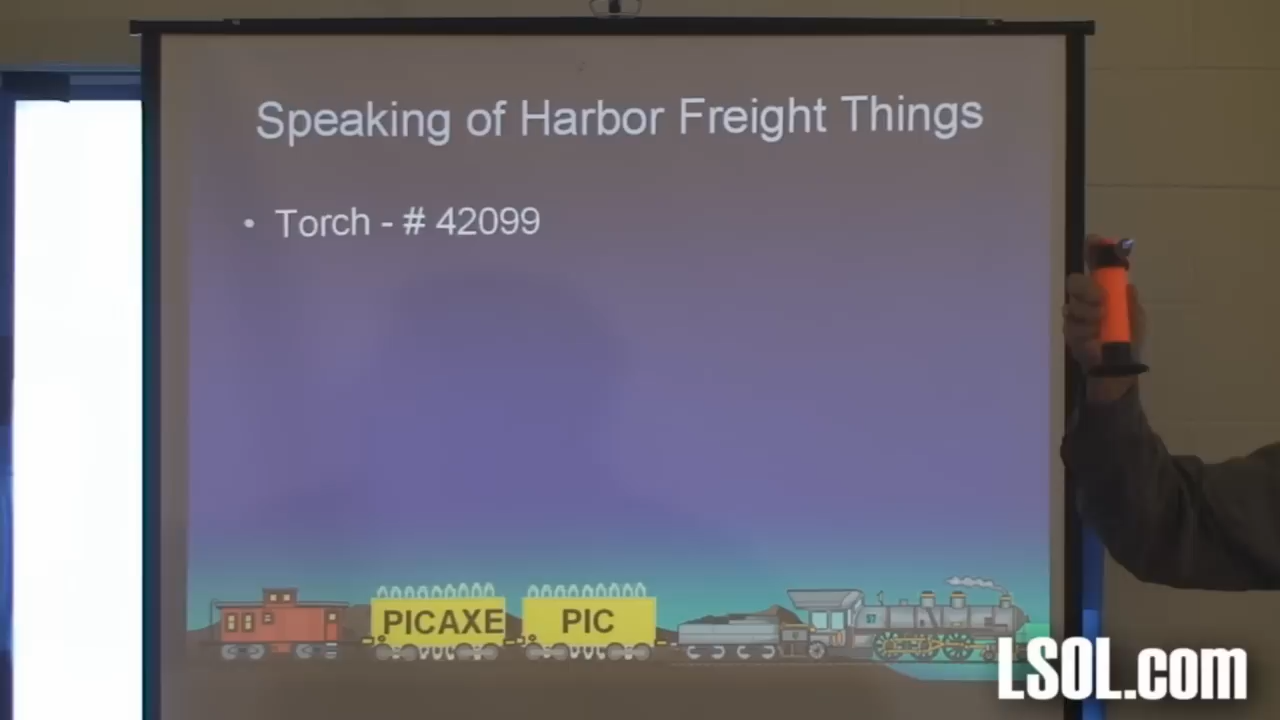 Speaking of Harbor Freight Things
• Torch - # 42099
PICAXE PIC
LSOL.com